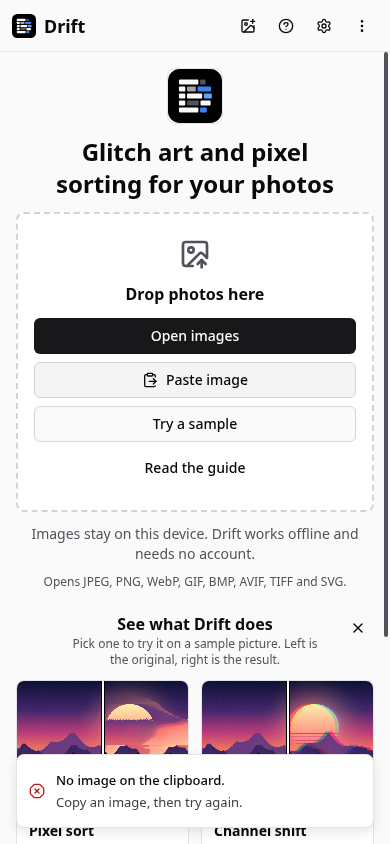 Drift
Glitch art and pixel
sorting for your photos
Drop photos here
Open images
Paste image
Try a sample
Read the guide
Images stay on this device. Drift works offline and
needs no account.
Opens JPEG, PNG, WebP, GIF, BMP, AVIF, TIFF and SVG.
See what Drift does
Pick one to try it on a sample picture. Left is
the original, right is the result.
No image on the clipboard.
Copy an image, then try again.
Pixel sort
Channel shift